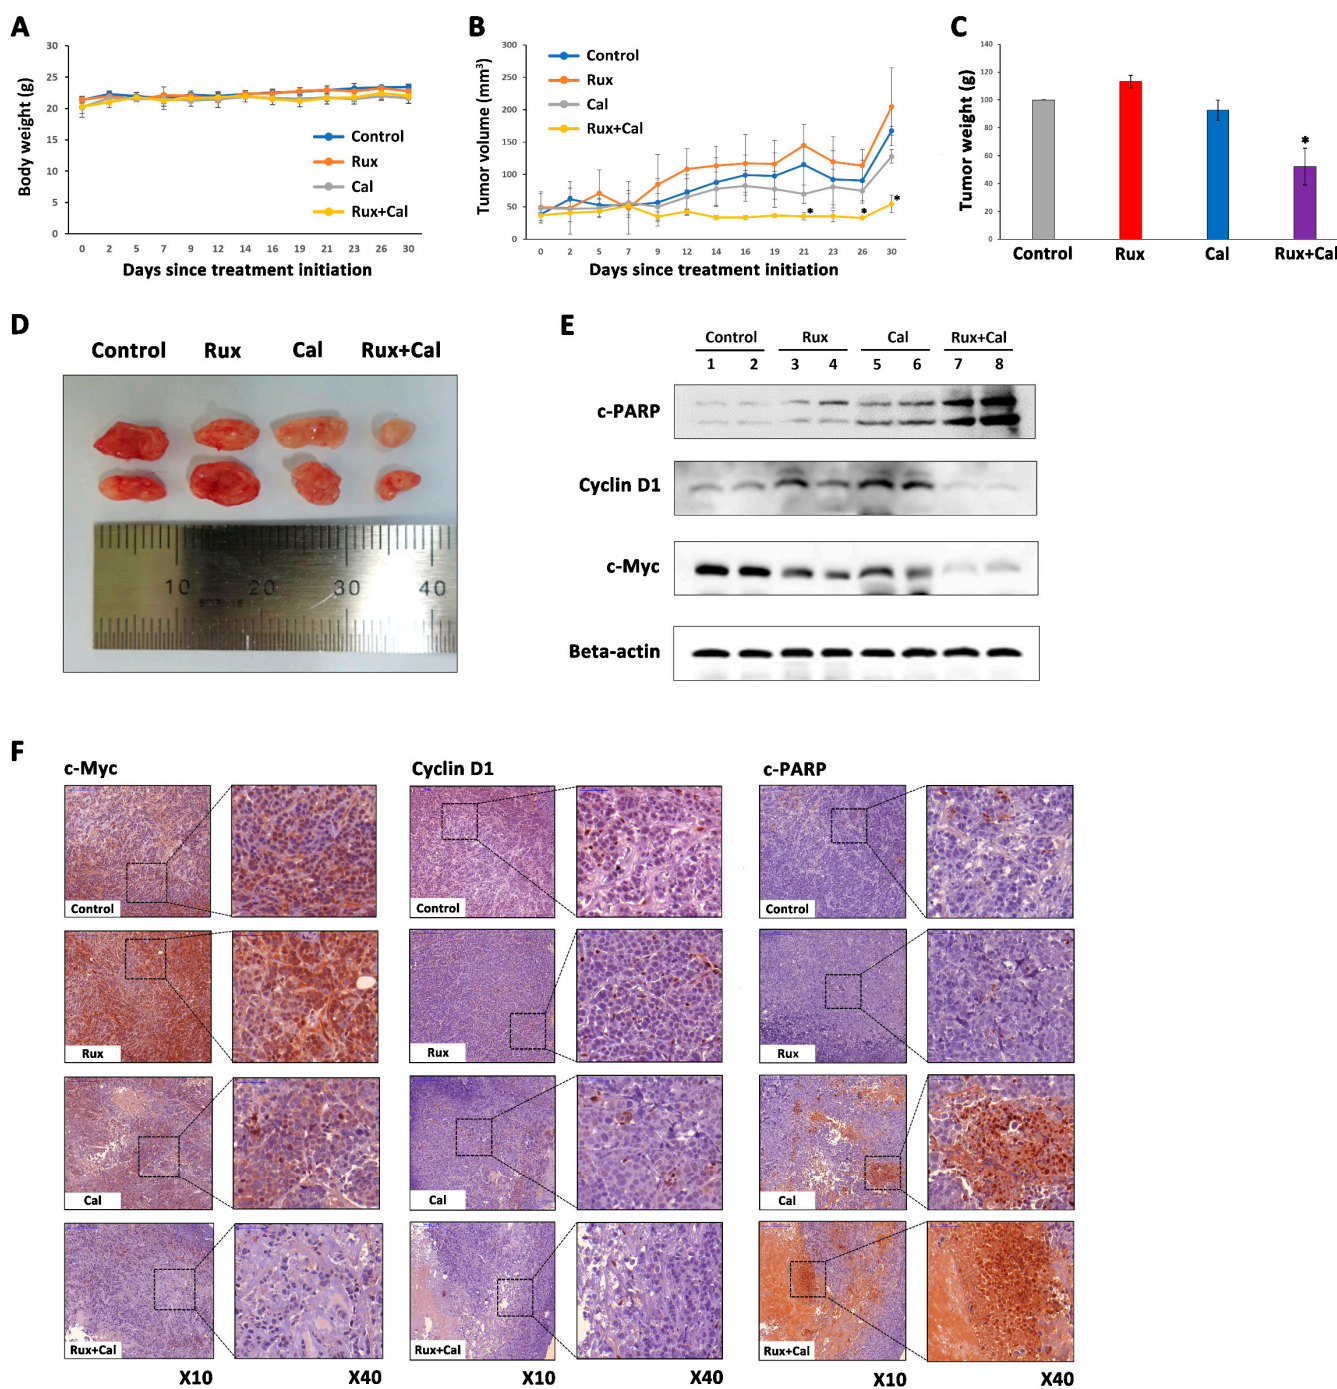 A
Body weight (g)
30
25
20
15
10
5
0
0 2 5 7 9 12 14 16 19 21 23 26 30
Days since treatment initiation
Control
Rux
Cal
Rux+Cal
B
Tumor volume (mm³)
300
250
200
150
100
50
0
0 2 5 7 9 12 14 16 19 21 23 26 30
Days since treatment initiation
Control
Rux
Cal
Rux+Cal
* * *
C
Tumor weight (g)
140
120
100
80
60
40
20
0
*
Control Rux Cal Rux+Cal
D
Control Rux Cal Rux+Cal
10 20 30 40
E
Control Rux Cal Rux+Cal
1 2 3 4 5 6 7 8
c-PARP
Cyclin D1
c-Myc
Beta-actin
F
c-Myc Cyclin D1 c-PARP
Control Control Control
Rux Rux Rux
Cal Cal Cal
Rux+Cal Rux+Cal Rux+Cal
X10 X40 X10 X40 X10 X40